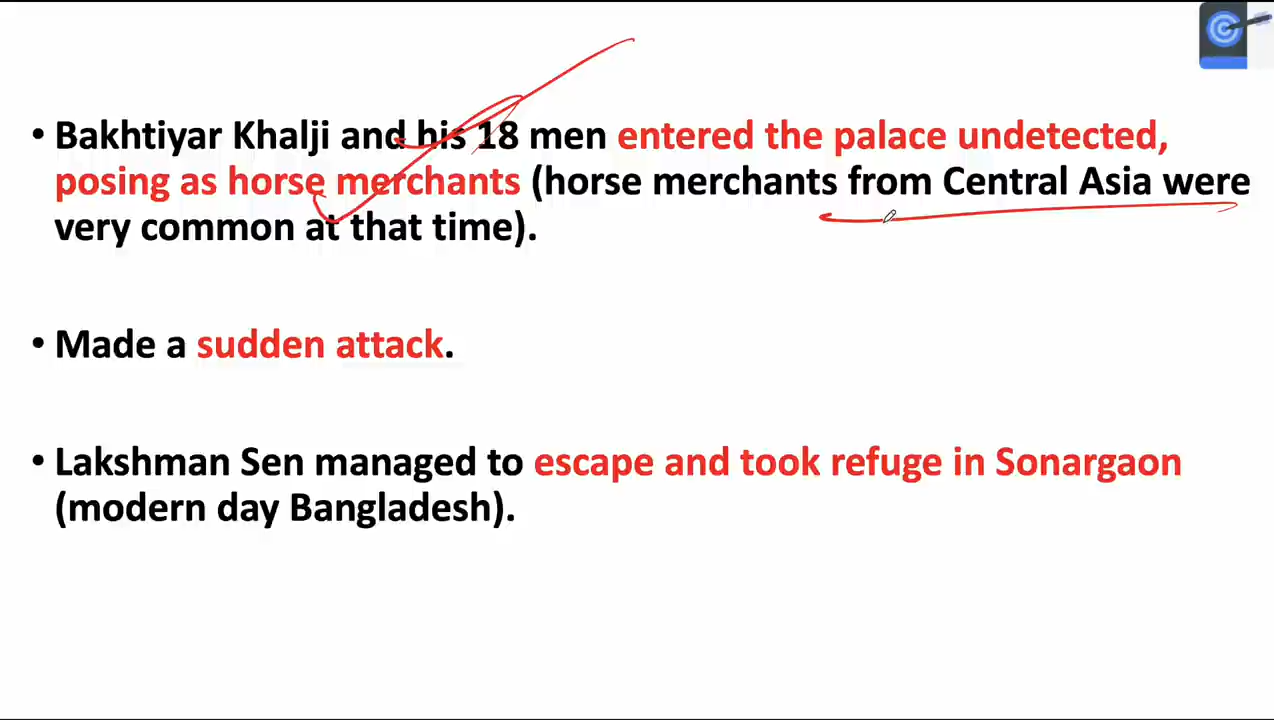 • Bakhtiyar Khalji and his 18 men entered the palace undetected,
posing as horse merchants (horse merchants from Central Asia were
very common at that time).
• Made a sudden attack.
• Lakshman Sen managed to escape and took refuge in Sonargaon
(modern day Bangladesh).